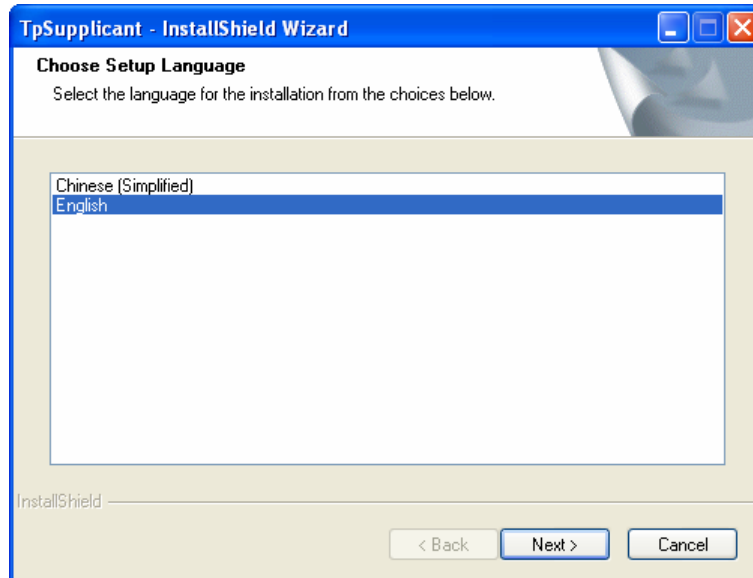 TpSupplicant - InstallShield Wizard
Choose Setup Language
Select the language for the installation from the choices below.
Chinese (Simplified)
English
InstallShield
< Back Next > Cancel